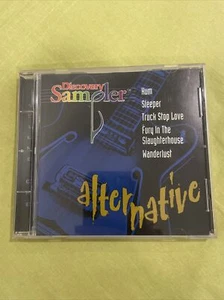 Discovery
Sampler
Hum
Sleeper
Truck Stop Love
Fury In The
Slaughterhouse
Wanderlust
alternative